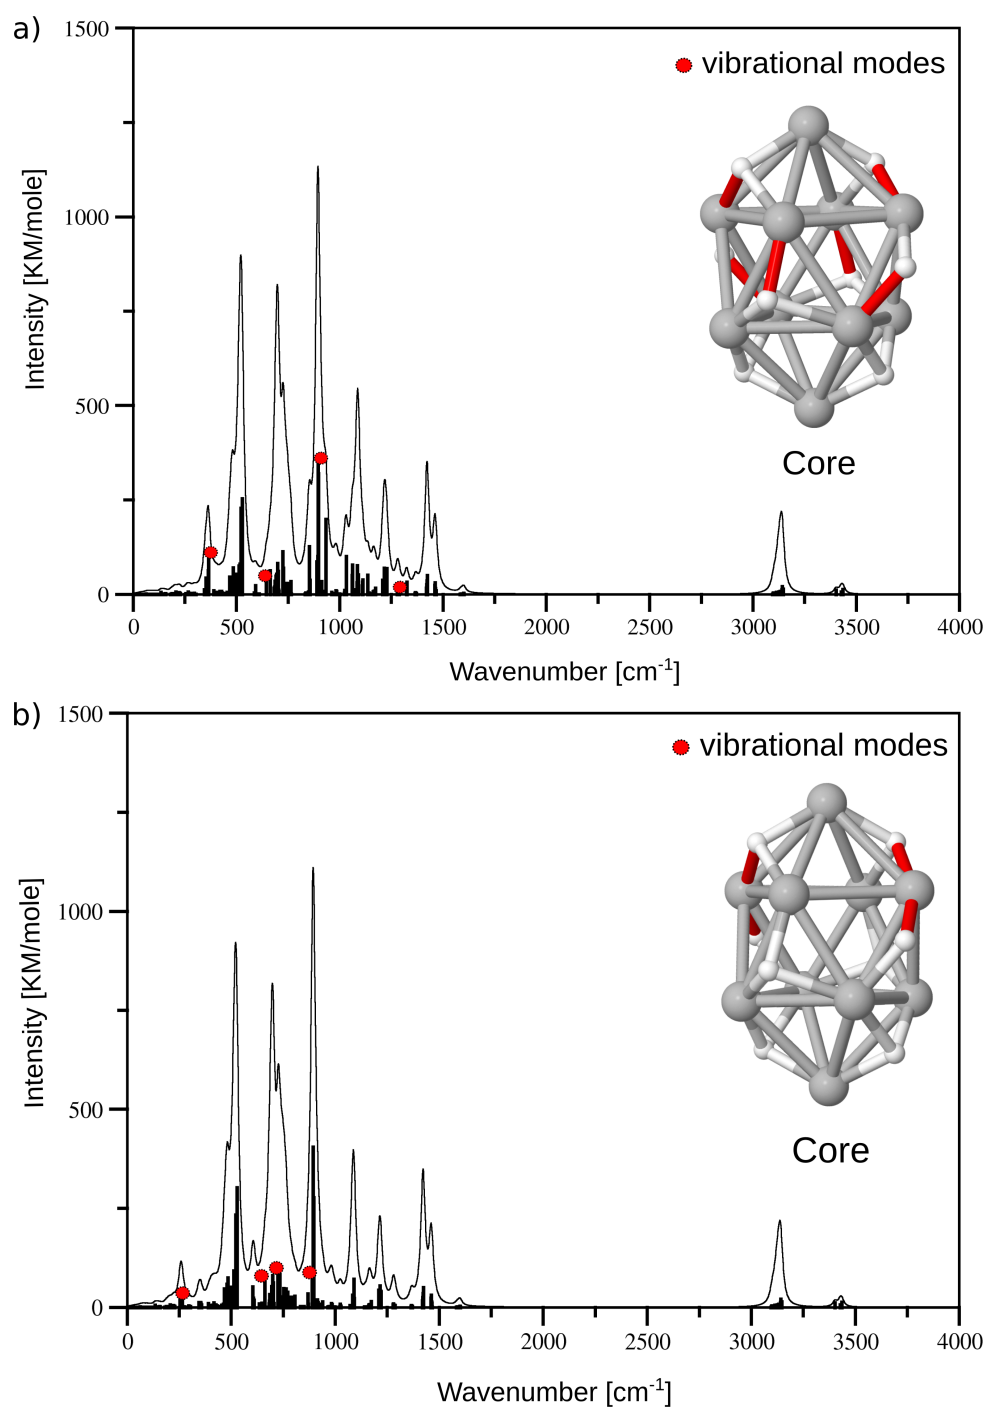 a)
1500
vibrational modes
1000
500
0
Intensity [KM/mole]
Core
0 500 1000 1500 2000 2500 3000 3500 4000
Wavenumber [cm-1]
b)
1500
vibrational modes
1000
500
0
Intensity [KM/mole]
Core
0 500 1000 1500 2000 2500 3000 3500 4000
Wavenumber [cm-1]